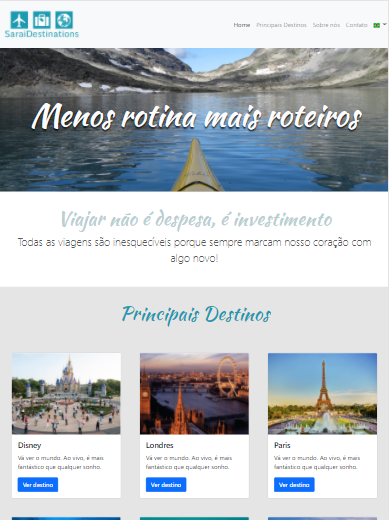 SaraiDestinations
Home Principais Destinos Sobre nós Contato
Menos rotina mais roteiros
Viajar não é despesa, é investimento
Todas as viagens são inesquecíveis porque sempre marcam nosso coração com
algo novo!
Principais Destinos
Disney
Vá ver o mundo. Ao vivo, é mais
fantástico que qualquer sonho.
Ver destino
Londres
Vá ver o mundo. Ao vivo, é mais
fantástico que qualquer sonho.
Ver destino
Paris
Vá ver o mundo. Ao vivo, é mais
fantástico que qualquer sonho.
Ver destino